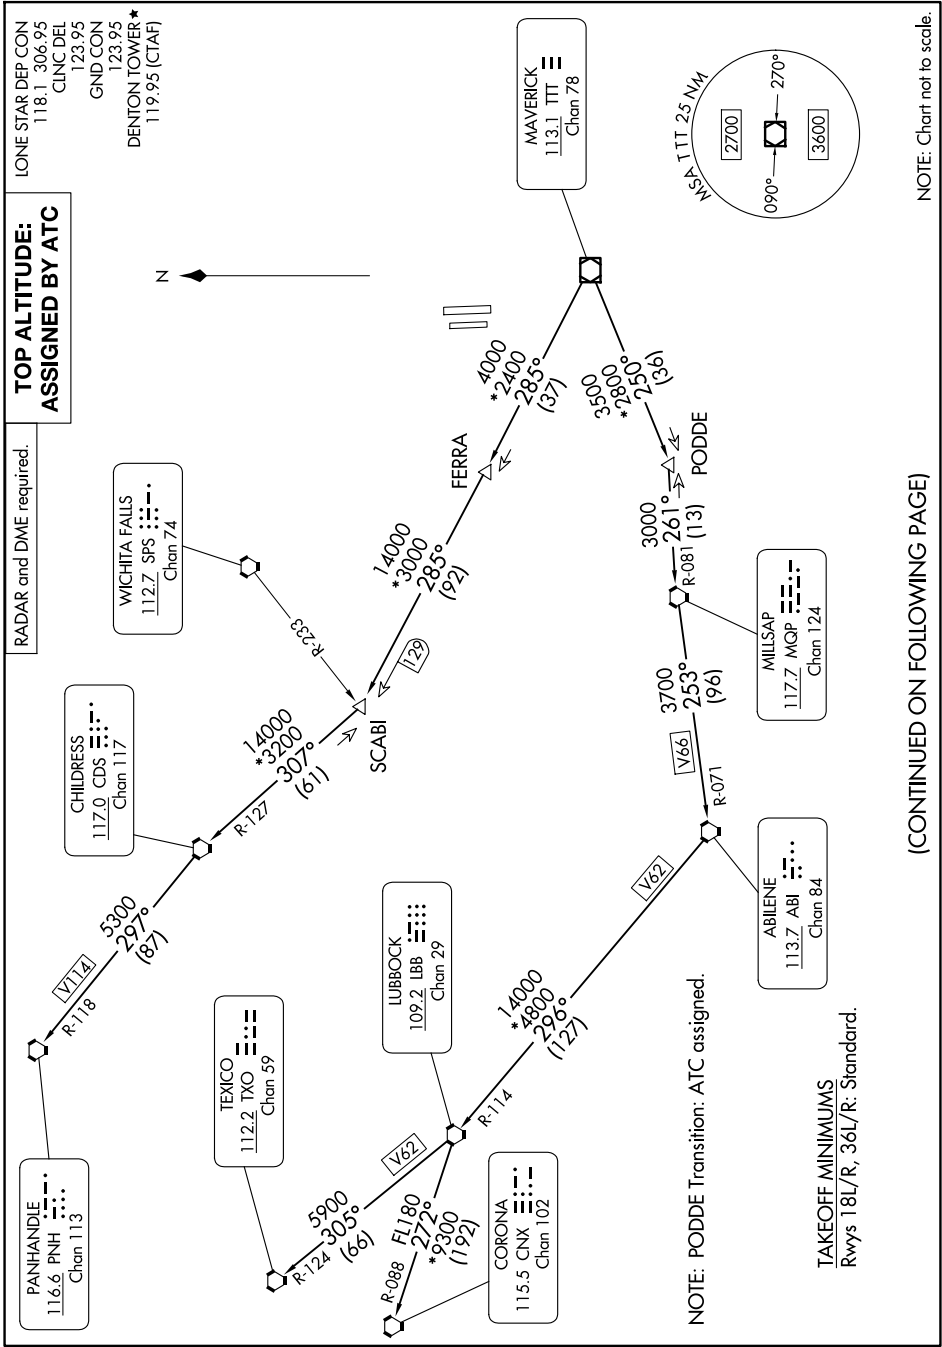 RADAR and DME required.
TOP ALTITUDE:
ASSIGNED BY ATC
LONE STAR DEP CON
118.1 306.95
CLNC DEL
123.95
GND CON
123.95
DENTON TOWER★
119.95 (CTAF)
N
PANHANDLE
116.6 PNH
Chan 113
R-118
V114
5300
297°
(87)
CHILDRESS
117.0 CDS
Chan 117
R-127
14000
*3200
307°
(61)
WICHITA FALLS
112.7 SPS
Chan 74
R-233
SCABI
129
14000
*3000
285°
(92)
FERRA
4000
*2400
285°
(37)
MAVERICK
113.1 TTT
Chan 78
TEXICO
112.2 TXO
Chan 59
R-124
5900
305°
(66)
V62
LUBBOCK
109.2 LBB
Chan 29
CORONA
115.5 CNX
Chan 102
R-088
FL180
272°
*9300
(192)
R-114
14000
*4800
296°
(127)
V62
ABILENE
113.7 ABI
Chan 84
R-071
V66
3700
253°
(96)
MILLSAP
117.7 MQP
Chan 124
R-081
3000
261°
(13)
PODDE
3500
*2800
250°
(36)
MSA TTT 25 NM
2700
090°
270°
3600
NOTE: PODDE Transition: ATC assigned.
TAKEOFF MINIMUMS
Rwys 18L/R, 36L/R: Standard.
(CONTINUED ON FOLLOWING PAGE)
NOTE: Chart not to scale.